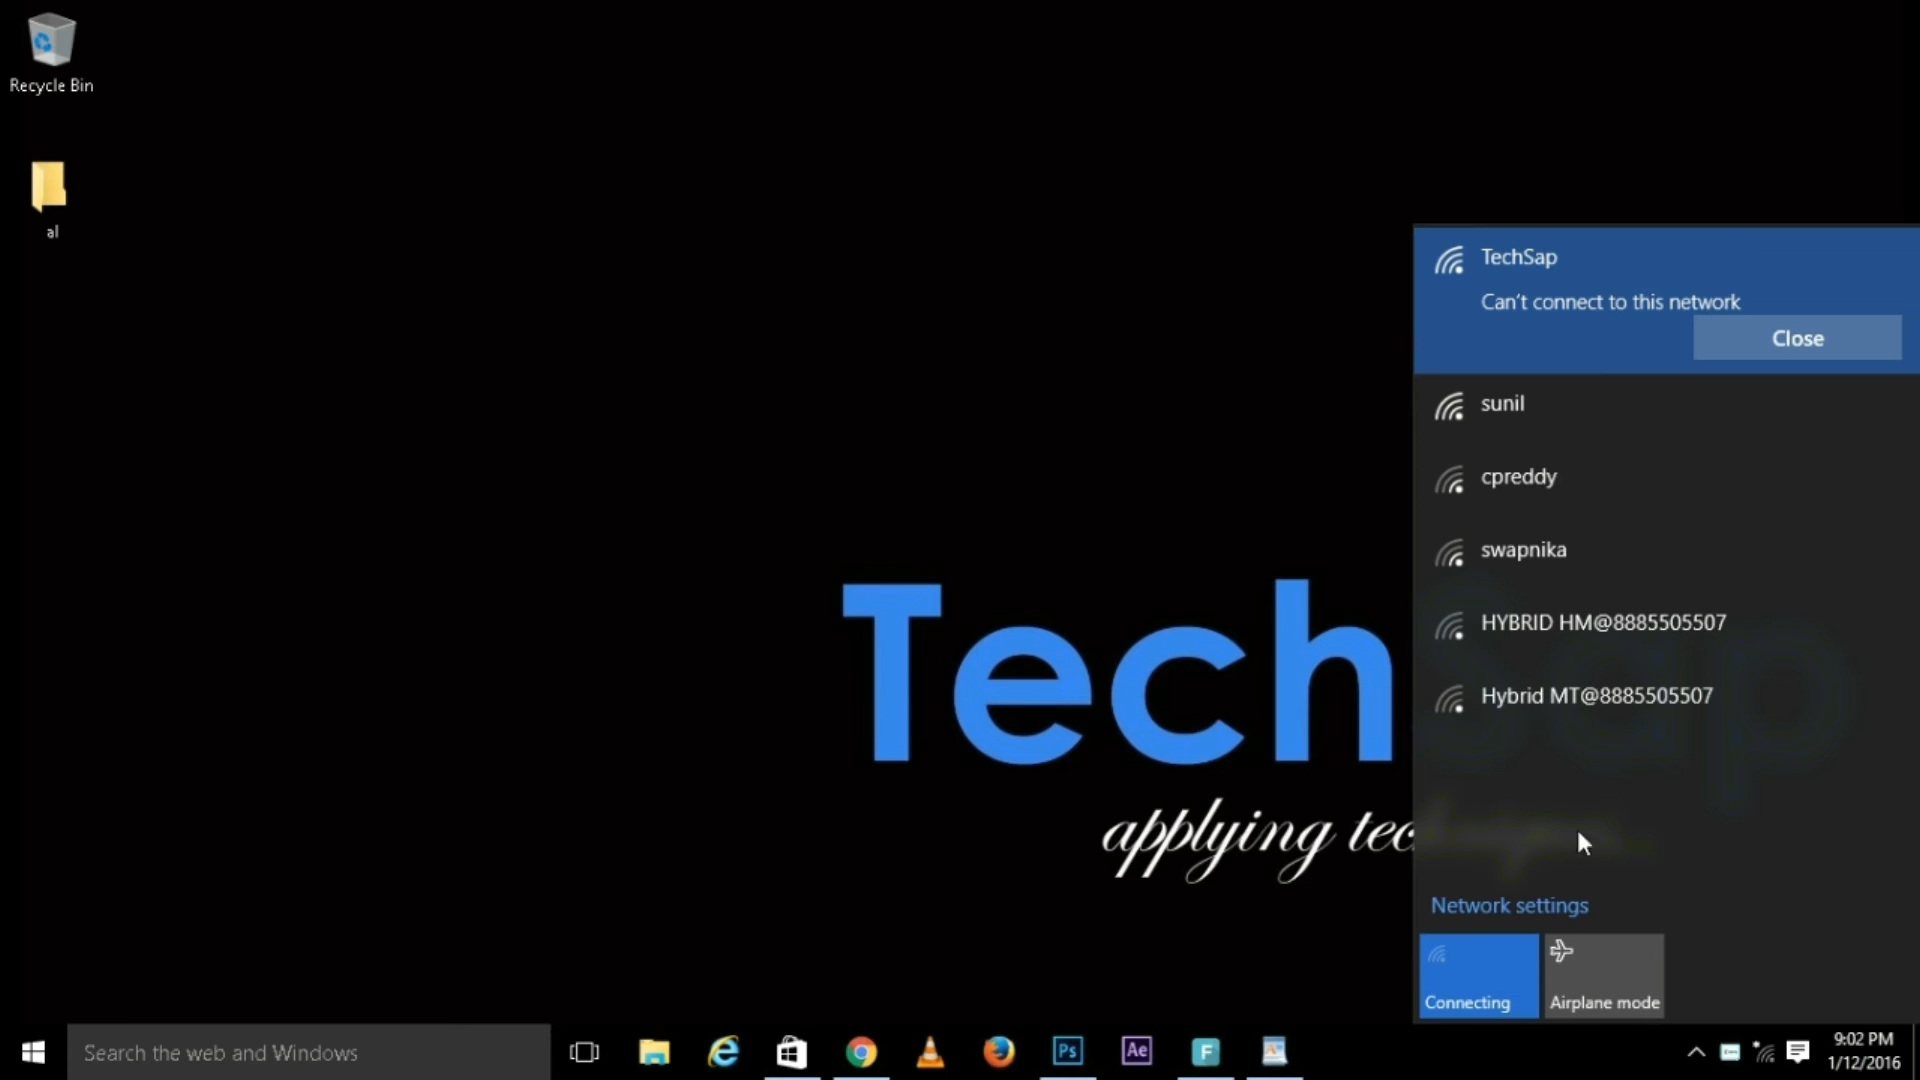 Recycle Bin
al
TechSap
Can't connect to this network
Close
sunil
cpreddy
swapnika
HYBRID HM@8885505507
Hybrid MT@8885505507
Tech
applying tec
Network settings
Connecting
Airplane mode
Search the web and Windows
Ps
Ae
F
9:02 PM
1/12/2016